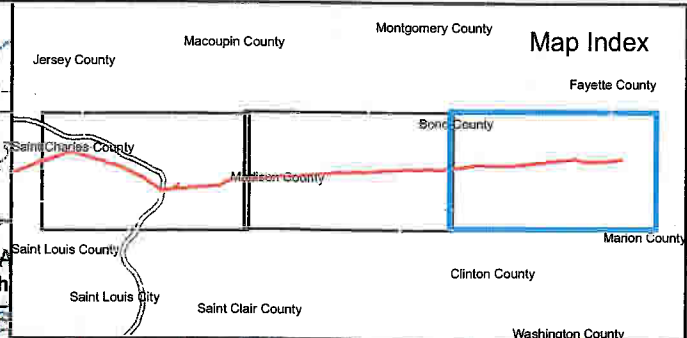 Montgomery County
Macoupin County
Map Index
Jersey County
Fayette County
Bond County
Saint Charles County
Madison County
Marion County
Saint Louis County
Clinton County
Saint Louis City
Saint Clair County
Washington County